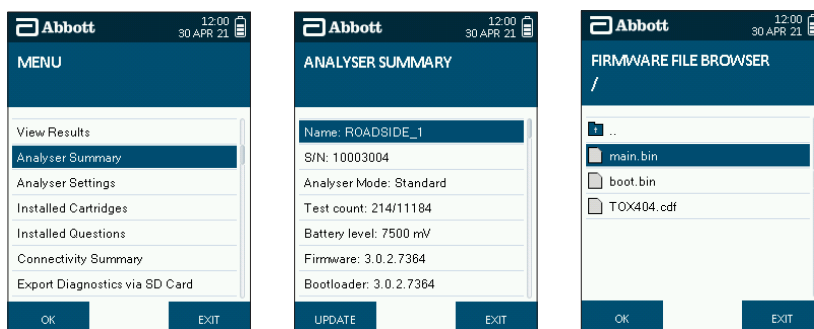 Abbott
12:00
30 APR 21
MENU
View Results
Analyser Summary
Analyser Settings
Installed Cartridges
Installed Questions
Connectivity Summary
Export Diagnostics via SD Card
OK
EXIT
Abbott
12:00
30 APR 21
ANALYSER SUMMARY
Name: ROADSIDE_1
S/N: 10003004
Analyser Mode: Standard
Test count: 214/11184
Battery level: 7500 mV
Firmware: 3.0.2.7364
Bootloader: 3.0.2.7364
UPDATE
EXIT
Abbott
12:00
30 APR 21
FIRMWARE FILE BROWSER
/
..
main.bin
boot.bin
TOX404.cdf
OK
EXIT